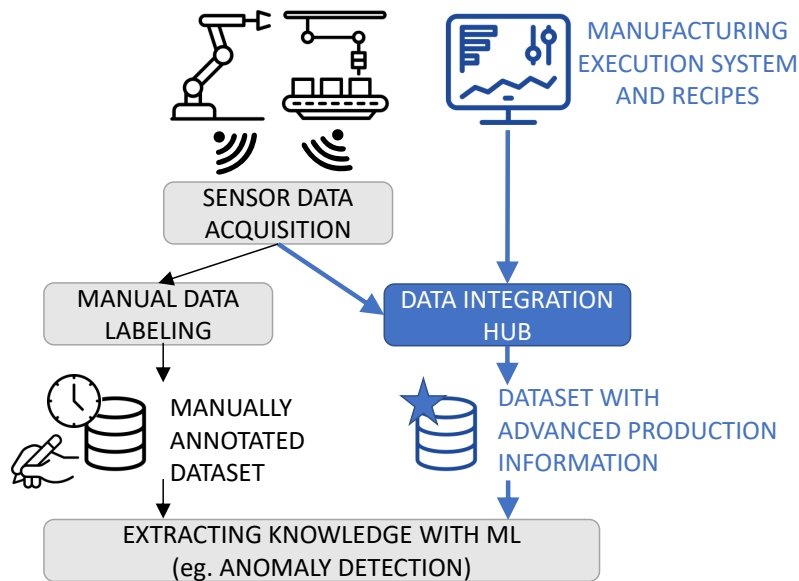 MANUFACTURING
EXECUTION SYSTEM
AND RECIPES
SENSOR DATA
ACQUISITION
MANUAL DATA
LABELING
DATA INTEGRATION
HUB
MANUALLY
ANNOTATED
DATASET
DATASET WITH
ADVANCED PRODUCTION
INFORMATION
EXTRACTING KNOWLEDGE WITH ML
(eg. ANOMALY DETECTION)